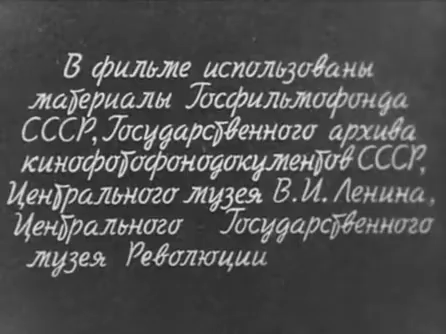 В фильме использованы
материалы Госфильмофонда
СССР, Государственного архива
кинофотофонодокументов СССР,
Центрального музея В.И. Ленина,
Центрального Государственного
музея Революции